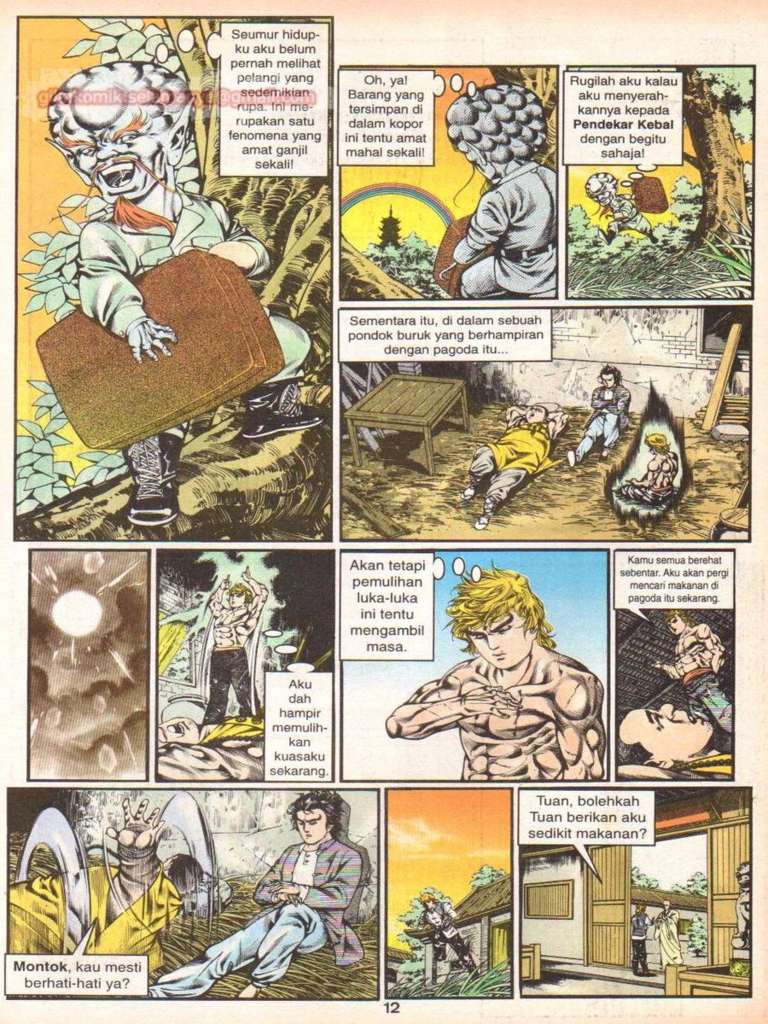 Seumur hidup-
ku aku belum
pernah melihat
pelangi yang
sedemikian
rupa. Ini me-
rupakan satu
fenomena yang
amat ganjil
sekali!
Oh, ya!
Barang yang
tersimpan di
dalam kopor
ini tentu amat
mahal sekali!
Rugilah aku kalau
aku menyerah-
kannya kepada
Pendekar Kebal
dengan begitu
sahaja!
Sementara itu, di dalam sebuah
pondok buruk yang berhampiran
dengan pagoda itu...
Aku
dah
hampir
memulih-
kan
kuasaku
sekarang.
Akan tetapi
pemulihan
luka-luka
ini tentu
mengambil
masa.
Kamu semua berehat
sebentar. Aku akan pergi
mencari makanan di
pagoda itu sekarang.
Montok, kau mesti
berhati-hati ya?
Tuan, bolehkah
Tuan berikan aku
sedikit makanan?
12